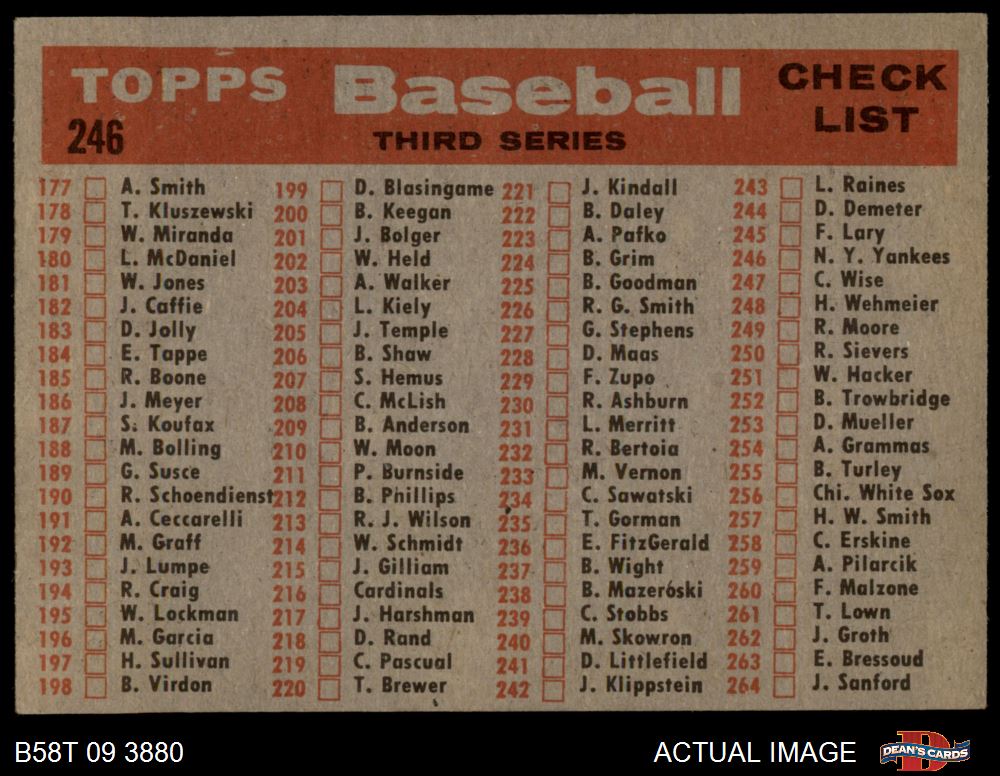 TOPPS Baseball CHECK LIST
246 THIRD SERIES
177 A. Smith 199 D. Blasingame 221 J. Kindall 243 L. Raines
178 T. Kluszewski 200 B. Keegan 222 B. Daley 244 D. Demeter
179 W. Miranda 201 J. Bolger 223 A. Pafko 245 F. Lary
180 L. McDaniel 202 W. Held 224 B. Grim 246 N. Y. Yankees
181 W. Jones 203 A. Walker 225 B. Goodman 247 C. Wise
182 J. Caffie 204 L. Kiely 226 R. G. Smith 248 H. Wehmeier
183 D. Jolly 205 J. Temple 227 G. Stephens 249 R. Moore
184 E. Tappe 206 B. Shaw 228 D. Maas 250 R. Sievers
185 R. Boone 207 S. Hemus 229 F. Zupo 251 W. Hacker
186 J. Meyer 208 C. McLish 230 R. Ashburn 252 B. Trowbridge
187 S. Koufax 209 B. Anderson 231 L. Merritt 253 D. Mueller
188 M. Bolling 210 W. Moon 232 R. Bertoia 254 A. Grammas
189 G. Susce 211 P. Burnside 233 M. Vernon 255 B. Turley
190 R. Schoendienst 212 B. Phillips 234 C. Sawatski 256 Chi. White Sox
191 A. Ceccarelli 213 R. J. Wilson 235 T. Gorman 257 H. W. Smith
192 M. Graff 214 W. Schmidt 236 E. FitzGerald 258 C. Erskine
193 J. Lumpe 215 J. Gilliam 237 B. Wight 259 A. Pilarcik
194 R. Craig 216 Cardinals 238 B. Mazeroski 260 F. Malzone
195 W. Lockman 217 J. Harshman 239 C. Stobbs 261 T. Lown
196 M. Garcia 218 D. Rand 240 M. Skowron 262 J. Groth
197 H. Sullivan 219 C. Pascual 241 D. Littlefield 263 E. Bressoud
198 B. Virdon 220 T. Brewer 242 J. Klippstein 264 J. Sanford
B58T 09 3880 ACTUAL IMAGE DEAN'S CARDS